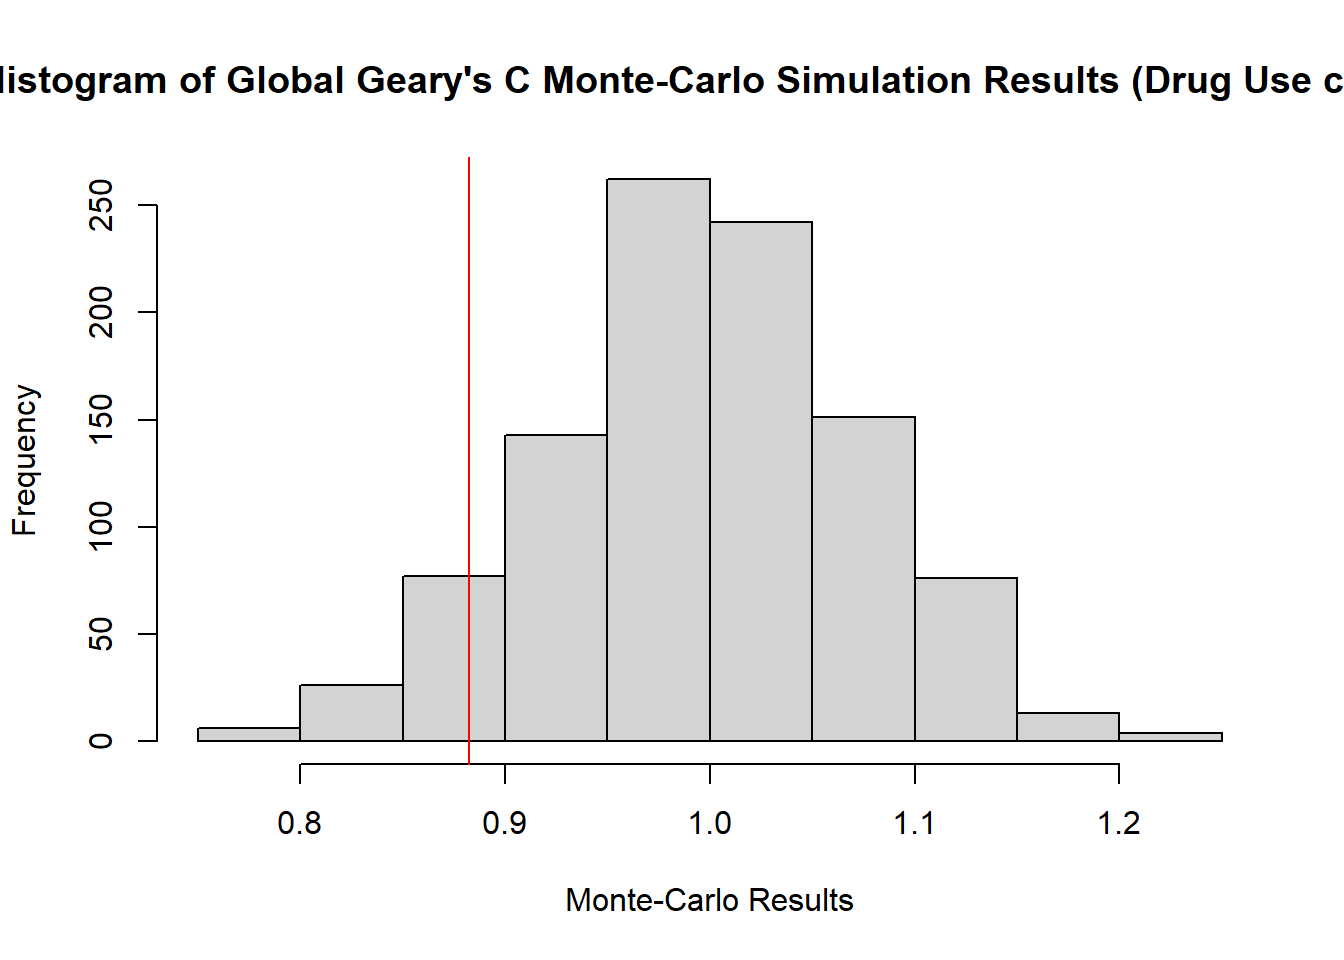 Histogram of Global Geary's C Monte-Carlo Simulation Results (Drug Use c
Frequency
250
200
150
100
50
0
0.8 0.9 1.0 1.1 1.2
Monte-Carlo Results